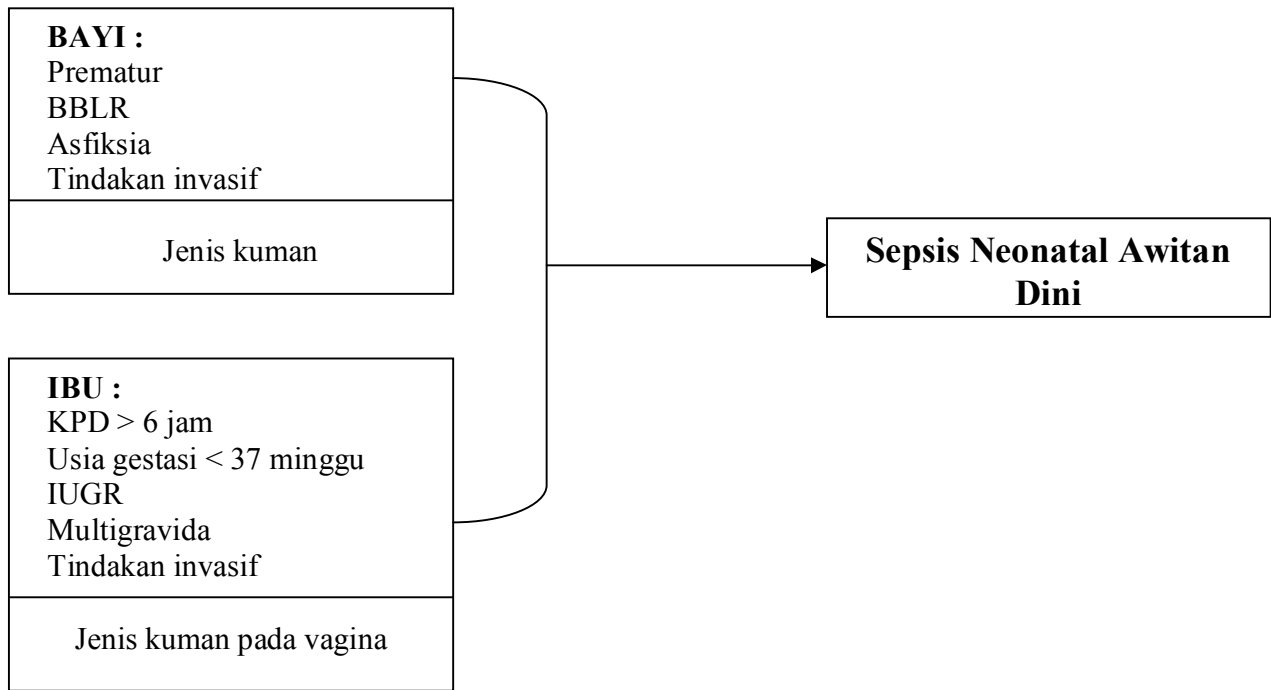 BAYI :
Prematur
BBLR
Asfiksia
Tindakan invasif
Jenis kuman
Sepsis Neonatal Awitan
Dini
IBU :
KPD > 6 jam
Usia gestasi < 37 minggu
IUGR
Multigravida
Tindakan invasif
Jenis kuman pada vagina